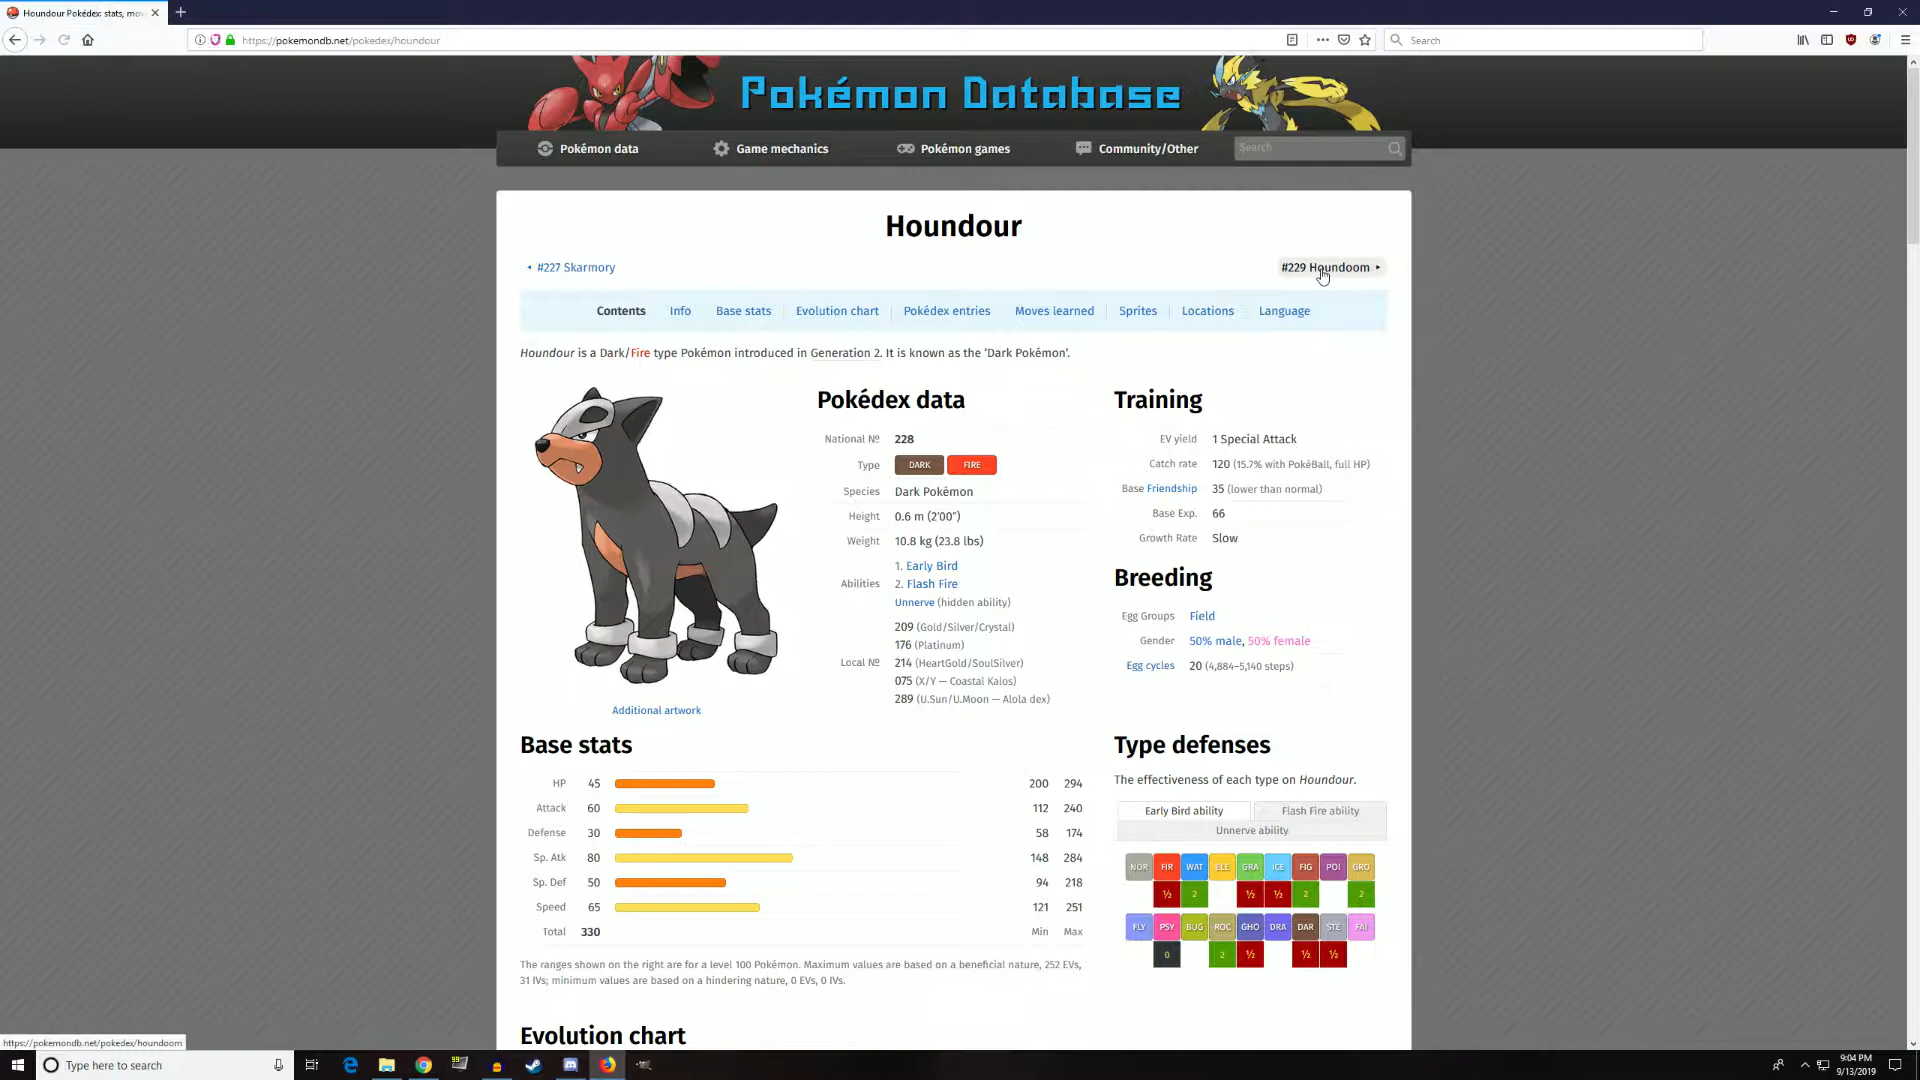 Houndour Pokédex: stats, mov
https://pokemondb.net/pokedex/houndour
Search
Pokémon Database
Pokémon data
Game mechanics
Pokémon games
Community/Other
Search
Houndour
#227 Skarmory
#229 Houndoom
Contents Info Base stats Evolution chart Pokédex entries Moves learned Sprites Locations Language
Houndour is a Dark/Fire type Pokémon introduced in Generation 2. It is known as the ‘Dark Pokémon’.
Additional artwork
Pokédex data
National № 228
Type DARK FIRE
Species Dark Pokémon
Height 0.6 m (2′00″)
Weight 10.8 kg (23.8 lbs)
Abilities 1. Early Bird
2. Flash Fire
Unnerve (hidden ability)
Local № 209 (Gold/Silver/Crystal)
176 (Platinum)
214 (HeartGold/SoulSilver)
075 (X/Y — Coastal Kalos)
289 (U.Sun/U.Moon — Alola dex)
Training
EV yield 1 Special Attack
Catch rate 120 (15.7% with PokéBall, full HP)
Base Friendship 35 (lower than normal)
Base Exp. 66
Growth Rate Slow
Breeding
Egg Groups Field
Gender 50% male, 50% female
Egg cycles 20 (4,884–5,140 steps)
Base stats
HP 45 200 294
Attack 60 112 240
Defense 30 58 174
Sp. Atk 80 148 284
Sp. Def 50 94 218
Speed 65 121 251
Total 330 Min Max
The ranges shown on the right are for a level 100 Pokémon. Maximum values are based on a beneficial nature, 252 EVs,
31 IVs; minimum values are based on a hindering nature, 0 EVs, 0 IVs.
Type defenses
The effectiveness of each type on Houndour.
Early Bird ability Flash Fire ability
Unnerve ability
NOR FIR WAT ELE GRA ICE FIG POI GRO
½ 2 ½ ½ 2 2
FLY PSY BUG ROC GHO DRA DAR STE FAI
0 2 ½ ½ ½
Evolution chart
https://pokemondb.net/pokedex/houndoom
Type here to search
99
9:04 PM
9/13/2019